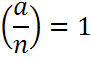 (a/n) = 1